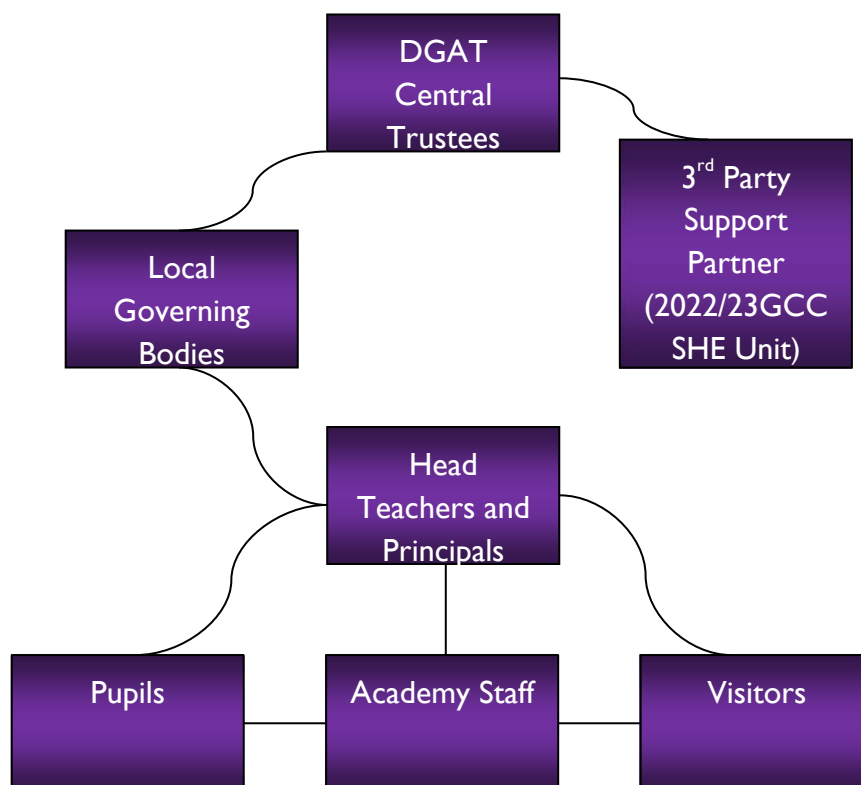 DGAT
Central
Trustees
3rd Party
Support
Partner
(2022/23GCC
SHE Unit)
Local
Governing
Bodies
Head
Teachers and
Principals
Pupils
Academy Staff
Visitors